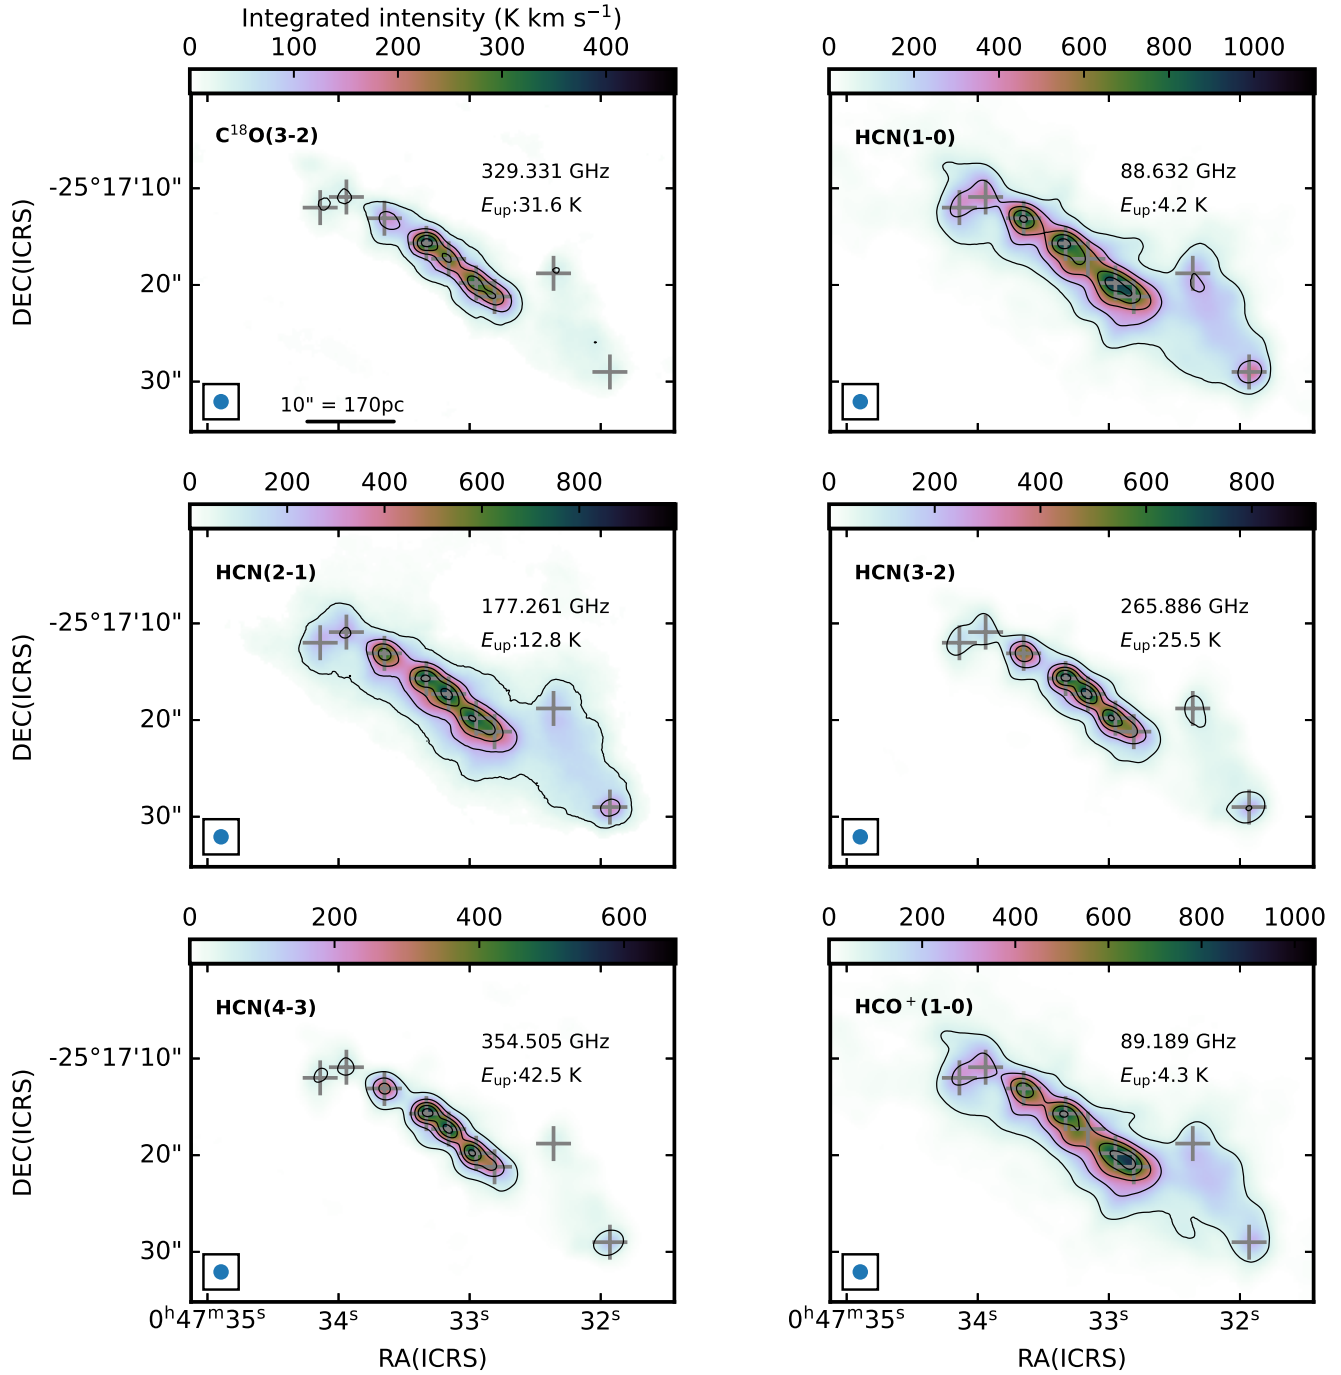 Integrated intensity (K km s⁻¹)
0 100 200 300 400
0 200 400 600 800 1000
C¹⁸O(3-2)
329.331 GHz
E_up:31.6 K
HCN(1-0)
88.632 GHz
E_up:4.2 K
DEC(ICRS)
-25°17'10"
20"
30"
10" = 170pc
0 200 400 600 800
0 200 400 600 800
HCN(2-1)
177.261 GHz
E_up:12.8 K
HCN(3-2)
265.886 GHz
E_up:25.5 K
DEC(ICRS)
-25°17'10"
20"
30"
0 200 400 600
0 200 400 600 800 1000
HCN(4-3)
354.505 GHz
E_up:42.5 K
HCO⁺(1-0)
89.189 GHz
E_up:4.3 K
DEC(ICRS)
-25°17'10"
20"
30"
0ʰ47ᵐ35ˢ 34ˢ 33ˢ 32ˢ
0ʰ47ᵐ35ˢ 34ˢ 33ˢ 32ˢ
RA(ICRS)
RA(ICRS)